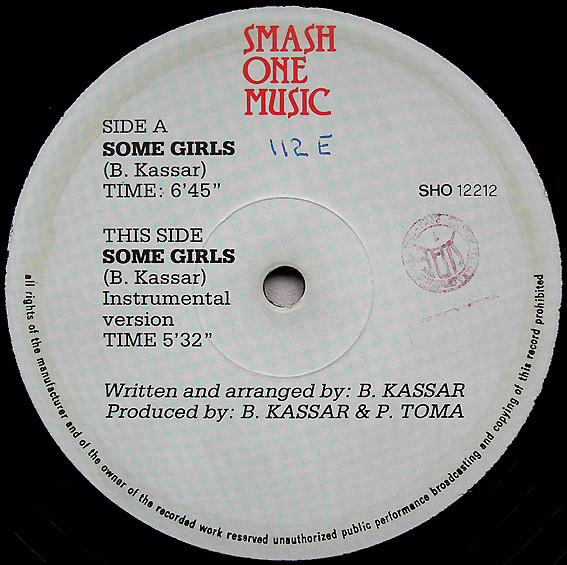 SMASH
ONE
MUSIC
SIDE A
SOME GIRLS
(B. Kassar)
TIME: 6'45"
112 E
SHO 12212
THIS SIDE
SOME GIRLS
(B. Kassar)
Instrumental
version
TIME 5'32"
Written and arranged by: B. KASSAR
Produced by: B. KASSAR & P. TOMA
all rights of the manufacturer and of the owner of the recorded work reserved unauthorized public performance broadcasting and copying of this record prohibited